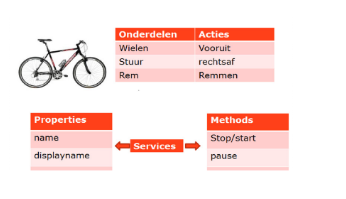 Onderdelen Acties
Wielen Vooruit
Stuur rechtsaf
Rem Remmen
Properties
name
displayname
Services
Methods
Stop/start
pause